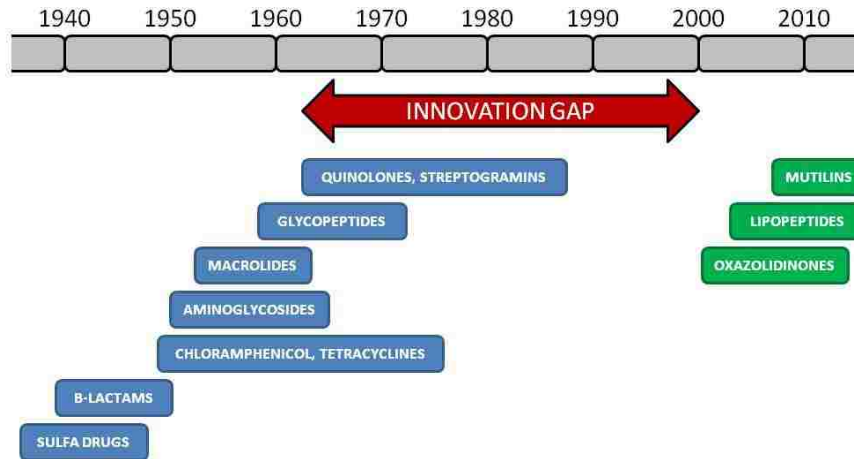 1940 1950 1960 1970 1980 1990 2000 2010
INNOVATION GAP
QUINOLONES, STREPTOGRAMINS MUTILINS
GLYCOPEPTIDES LIPOPEPTIDES
MACROLIDES OXAZOLIDINONES
AMINOGLYCOSIDES
CHLORAMPHENICOL, TETRACYCLINES
B-LACTAMS
SULFA DRUGS